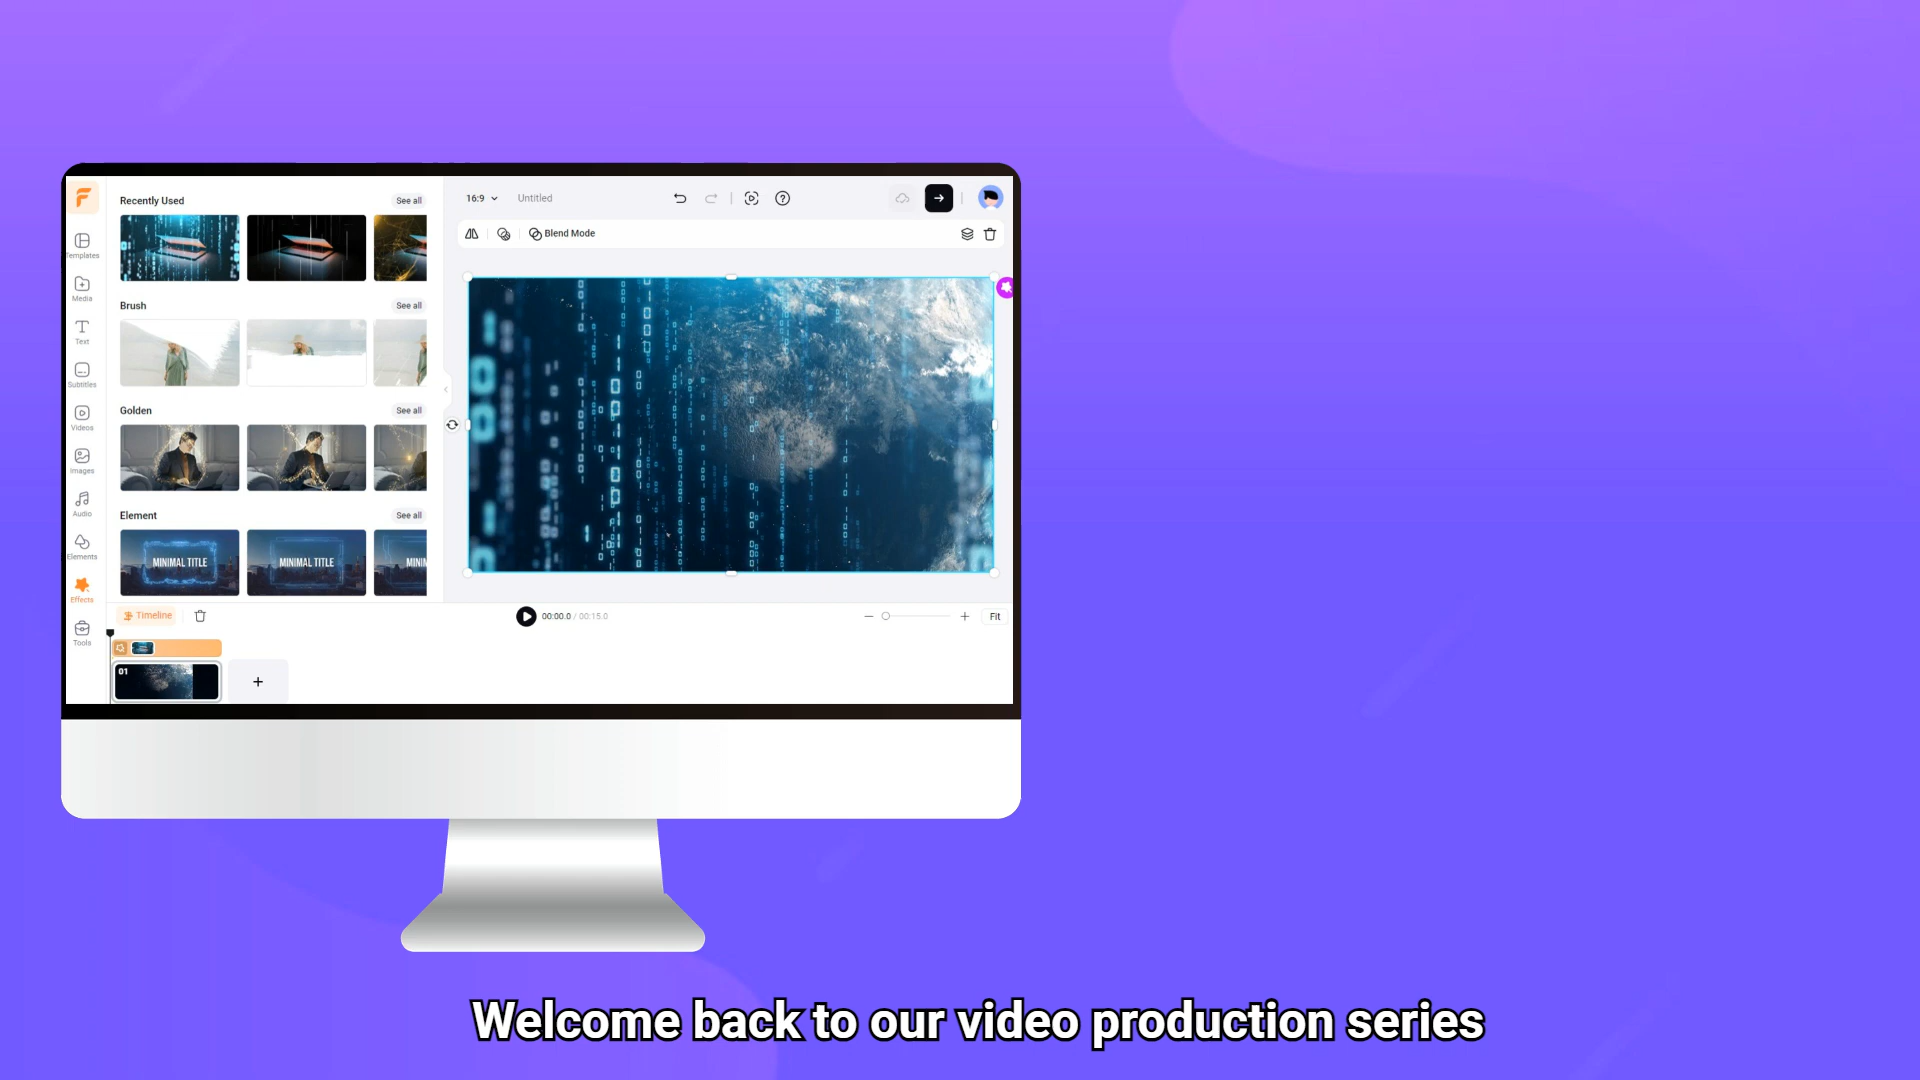 Recently Used
See all
16:9
Untitled
Blend Mode
Templates
Media
Text
Subtitles
Videos
Images
Audio
Elements
Effects
Tools
Brush
See all
Golden
See all
Element
See all
MINIMAL TITLE
MINIMAL TITLE
MININ
Timeline
00:00.0 / 00:15.0
Fit
01
Welcome back to our video production series